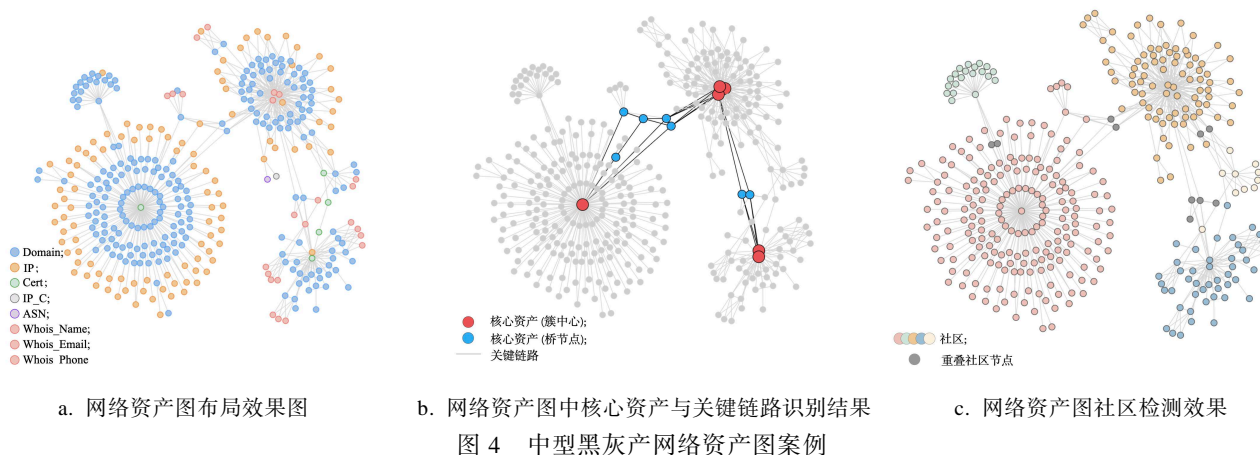 Domain;
IP;
Cert;
IP_C;
ASN;
Whois_Name;
Whois_Email;
Whois Phone
核心资产(簇中心);
核心资产(桥节点);
关键链路
社区;
重叠社区节点
a. 网络资产图布局效果图
b. 网络资产图中核心资产与关键链路识别结果
c. 网络资产图社区检测效果
图 4 中型黑灰产网络资产图案例